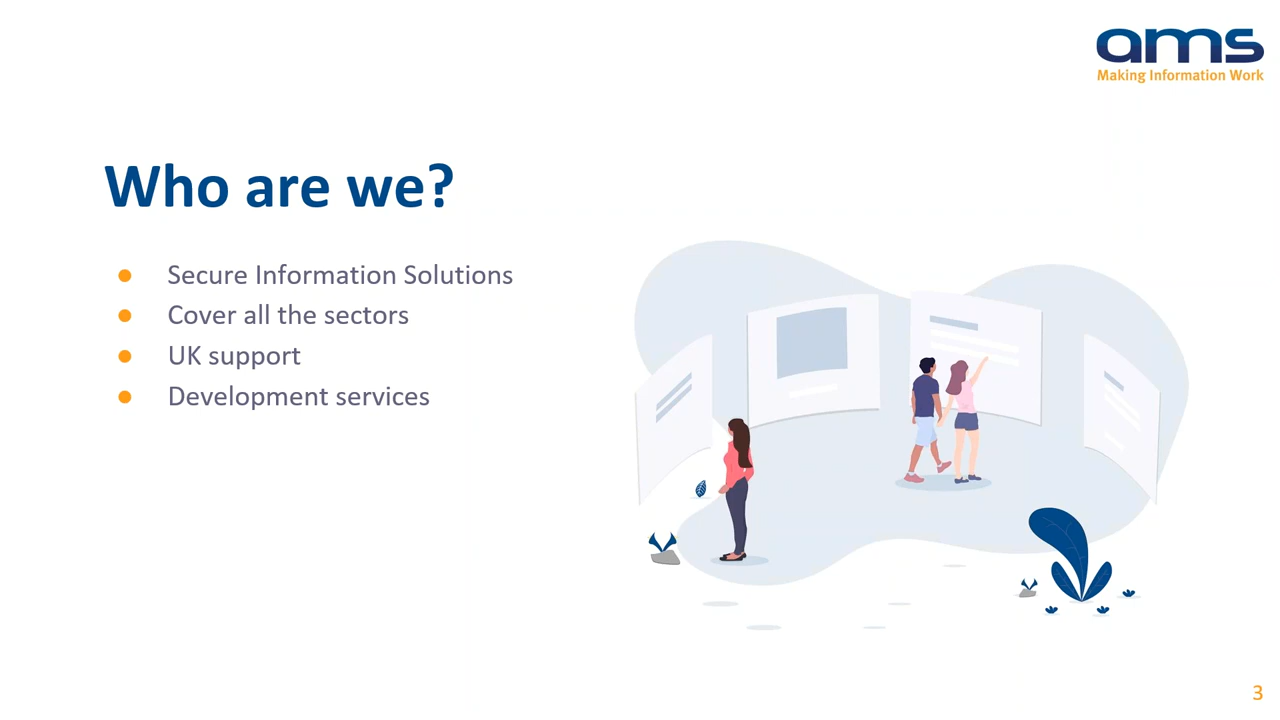 ams
Making Information Work
Who are we?
● Secure Information Solutions
● Cover all the sectors
● UK support
● Development services
3